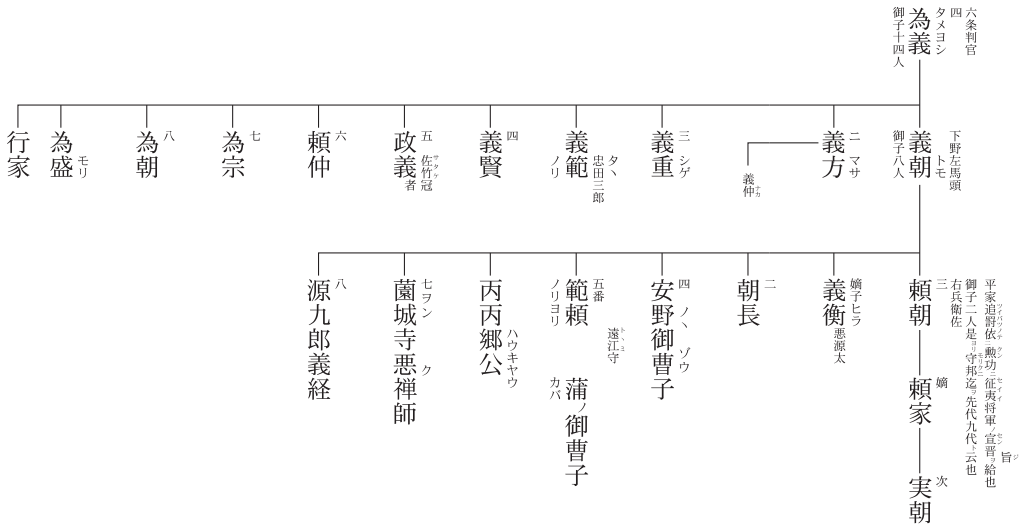 六条判官
四
タメヨシ
為義
御子十四人
下野左馬頭
トモ
義朝
御子八人
二 マサ
義方
義仲
ナカ
三 シゲ
義重
タヽ
忠田三郎
義範
ノリ
四
義賢
五 佐竹冠者
サタケ
政義
六
頼仲
七
為宗
八
為朝
モリ
為盛
行家
平家追罸依ニ勲功ニ征夷将軍ノ宣旨ヲ給也
御子二人是ヨリ守邦迄ヲ先代九代ト云也
右兵衛佐
三
頼朝
嫡
頼家
次
実朝
嫡子ヒラ
義衡悪源太
二
朝長
四 ノヽ ゾウ
安野御曹子
遠江守
トヘミ
五番
範頼 蒲ノ御曹子
ノリヨリ カバ
ハウキヤウ
丙丙郷公
七ヲン ク
薗城寺悪禅師
八
源九郎義経